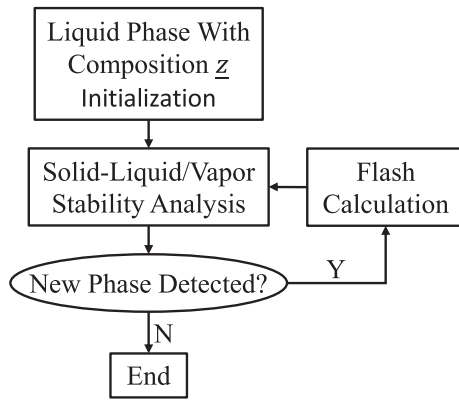 Liquid Phase With
Composition z
Initialization
Solid-Liquid/Vapor
Stability Analysis
Flash
Calculation
New Phase Detected?
Y
N
End